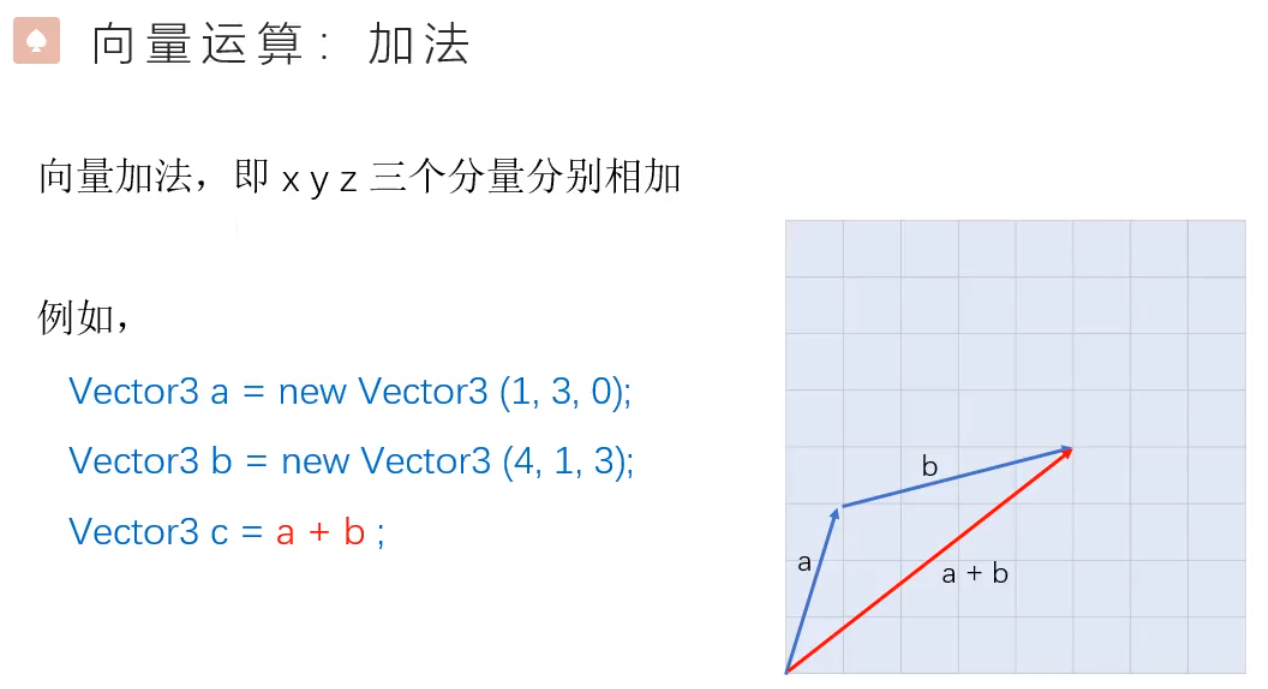 向量运算：加法
向量加法，即 x y z 三个分量分别相加
例如，
Vector3 a = new Vector3 (1, 3, 0);
Vector3 b = new Vector3 (4, 1, 3);
Vector3 c = a + b ;
b
a
a + b